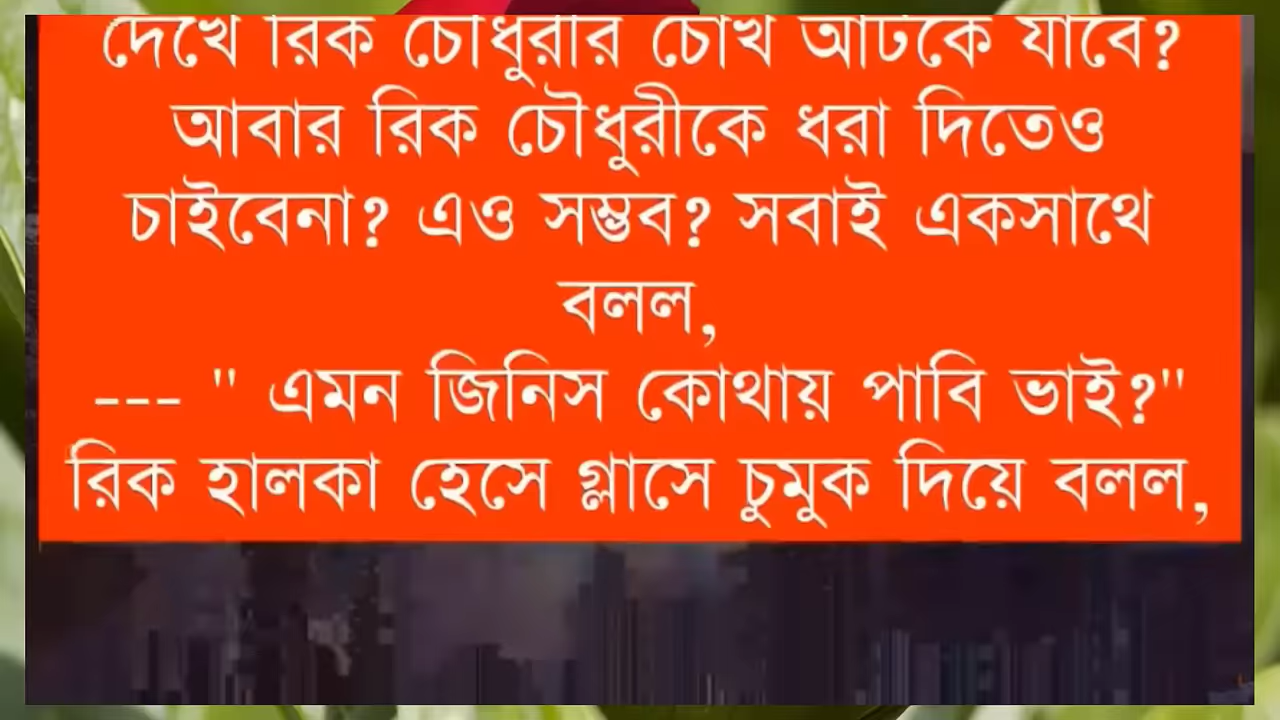 দেখে রিক চৌধুরীর চোখ আটকে যাবে?
আবার রিক চৌধুরীকে ধরা দিতেও
চাইবেনা? এও সম্ভব? সবাই একসাথে
বলল,
--- " এমন জিনিস কোথায় পাবি ভাই?"
রিক হালকা হেসে গ্লাসে চুমুক দিয়ে বলল,